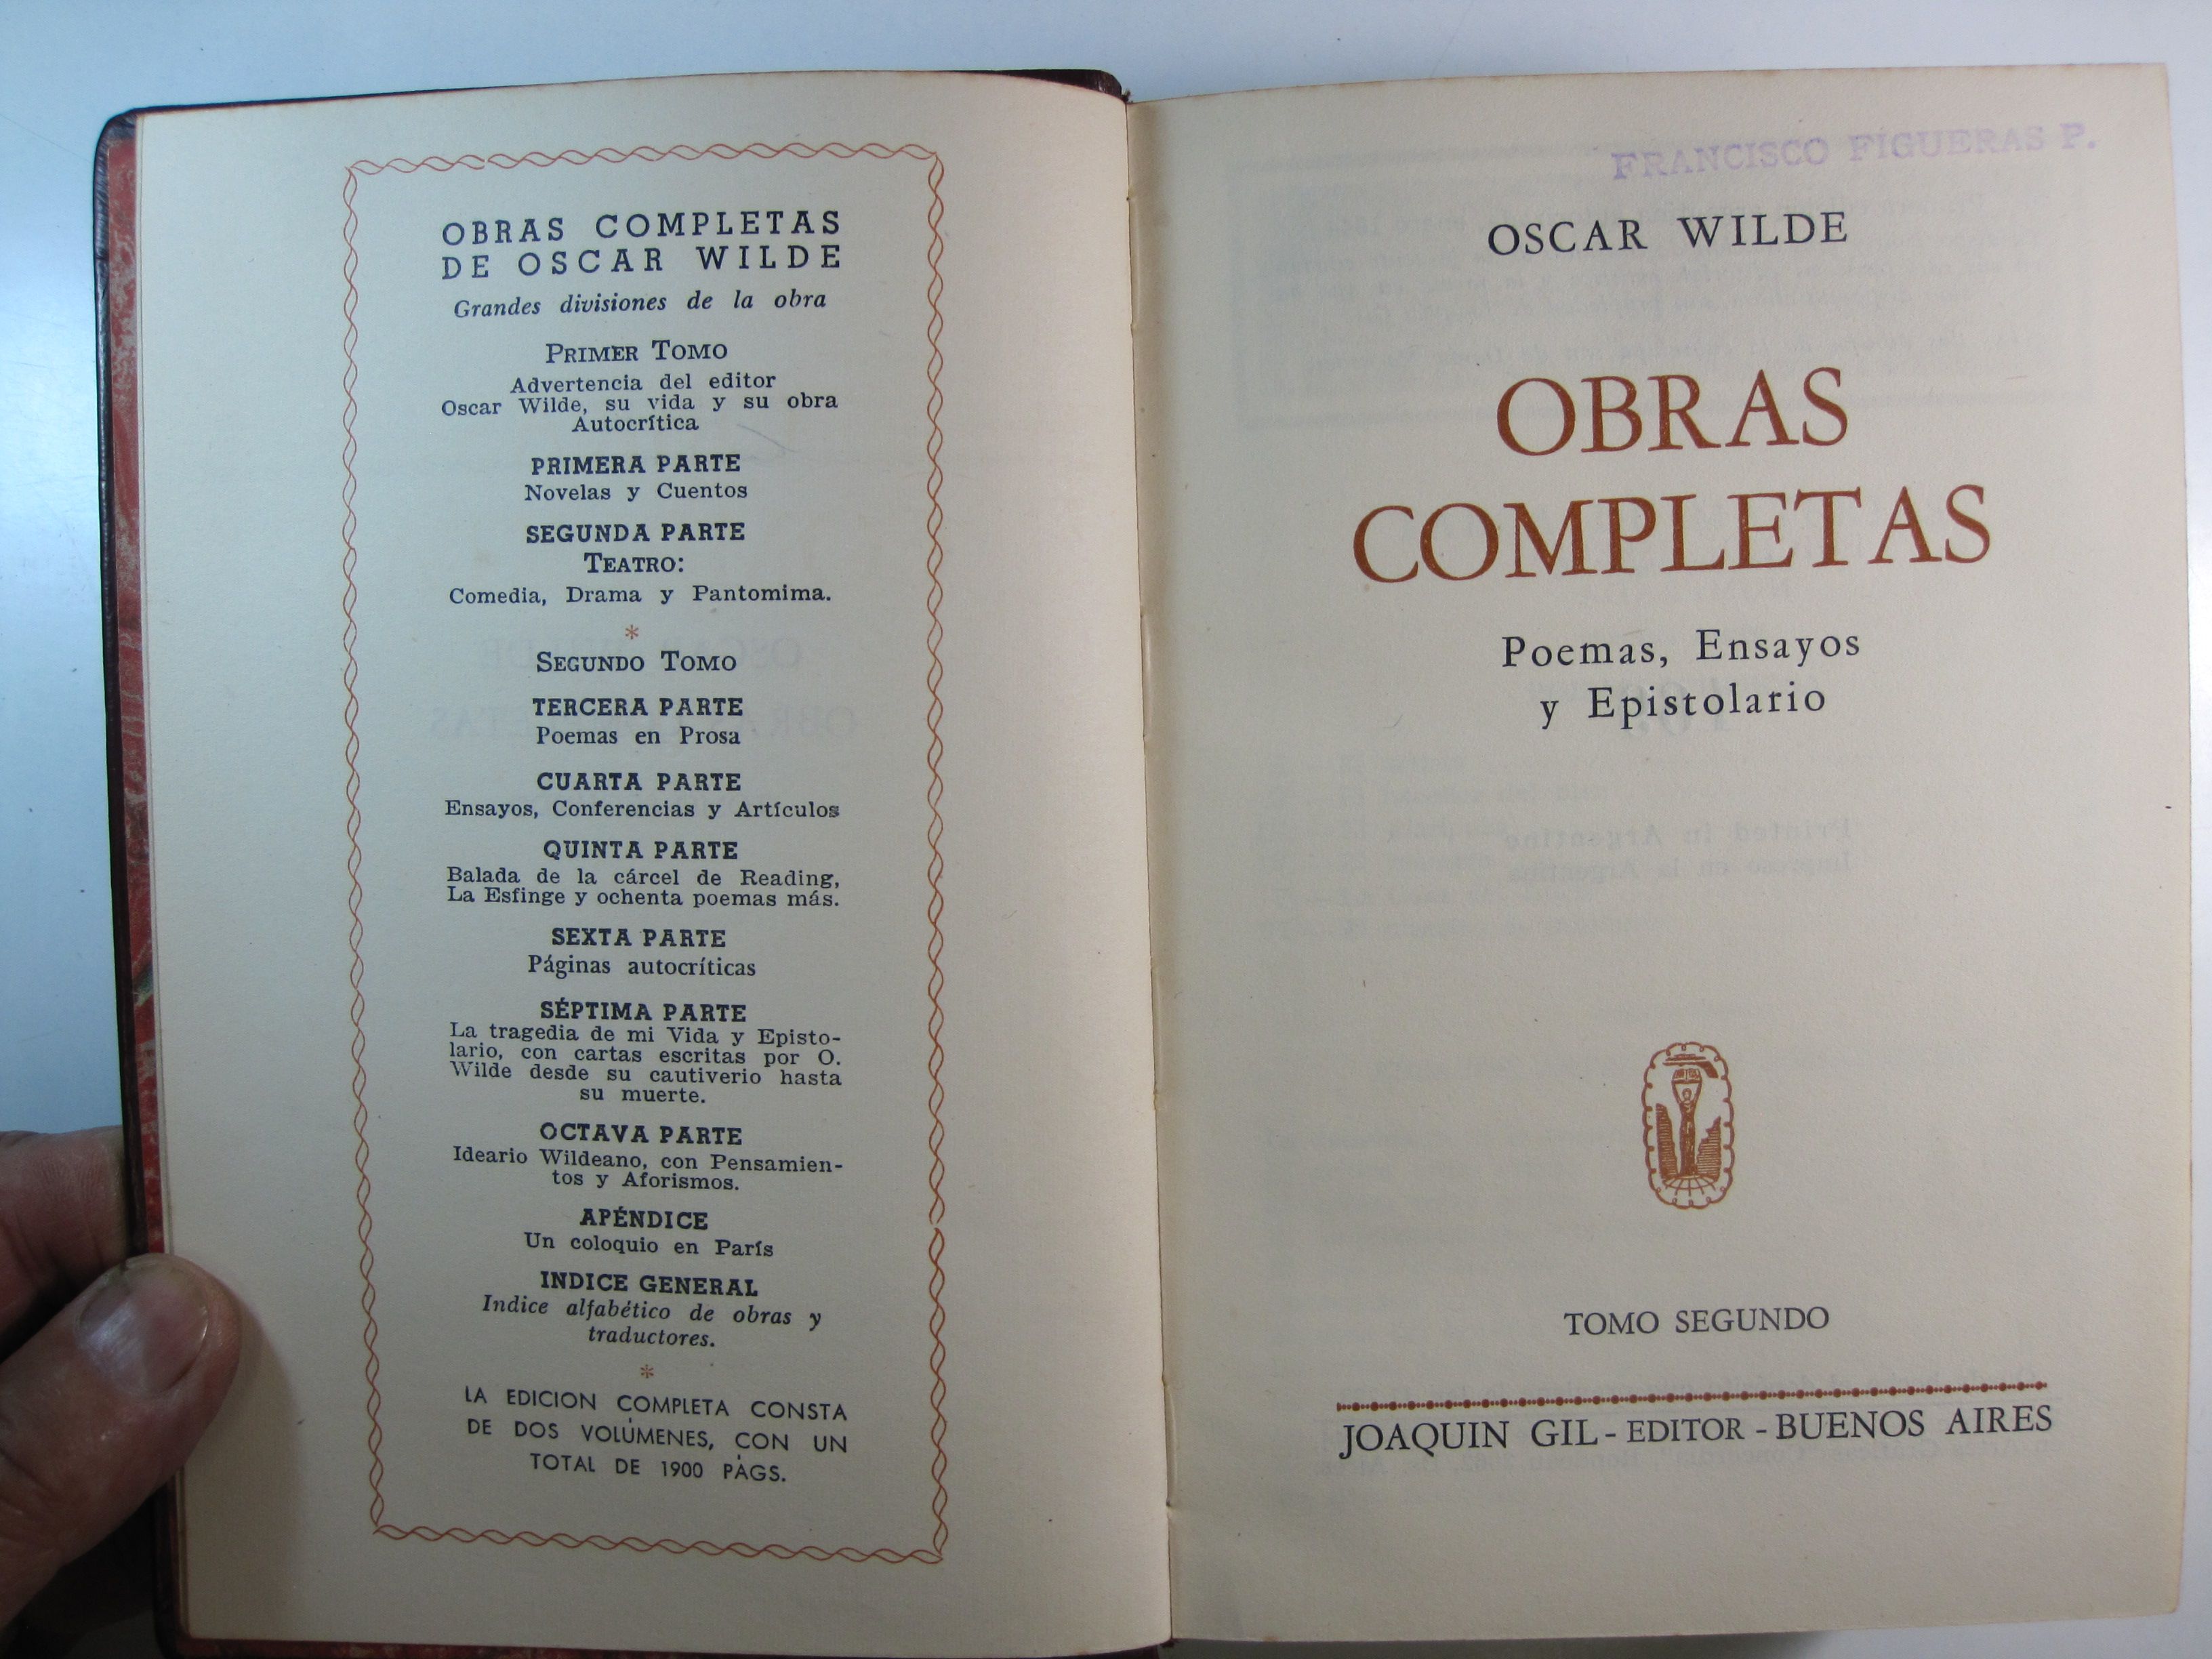 OBRAS COMPLETAS
DE OSCAR WILDE
Grandes divisiones de la obra
PRIMER TOMO
Advertencia del editor
Oscar Wilde, su vida y su obra
Autocrítica
PRIMERA PARTE
Novelas y Cuentos
SEGUNDA PARTE
TEATRO:
Comedia, Drama y Pantomima.
*
SEGUNDO TOMO
TERCERA PARTE
Poemas en Prosa
CUARTA PARTE
Ensayos, Conferencias y Artículos
QUINTA PARTE
Balada de la cárcel de Reading,
La Esfinge y ochenta poemas más.
SEXTA PARTE
Páginas autocríticas
SÉPTIMA PARTE
La tragedia de mi Vida y Episto-
lario, con cartas escritas por O.
Wilde desde su cautiverio hasta
su muerte.
OCTAVA PARTE
Ideario Wildeano, con Pensamien-
tos y Aforismos.
APÉNDICE
Un coloquio en París
INDICE GENERAL
Indice alfabético de obras y
traductores.
*
LA EDICION COMPLETA CONSTA
DE DOS VOLÚMENES, CON UN
TOTAL DE 1900 PÀGS.
FRANCISCO FIGUERAS P.
OSCAR WILDE
OBRAS
COMPLETAS
Poemas, Ensayos
y Epistolario
TOMO SEGUNDO
JOAQUIN GIL - EDITOR - BUENOS AIRES